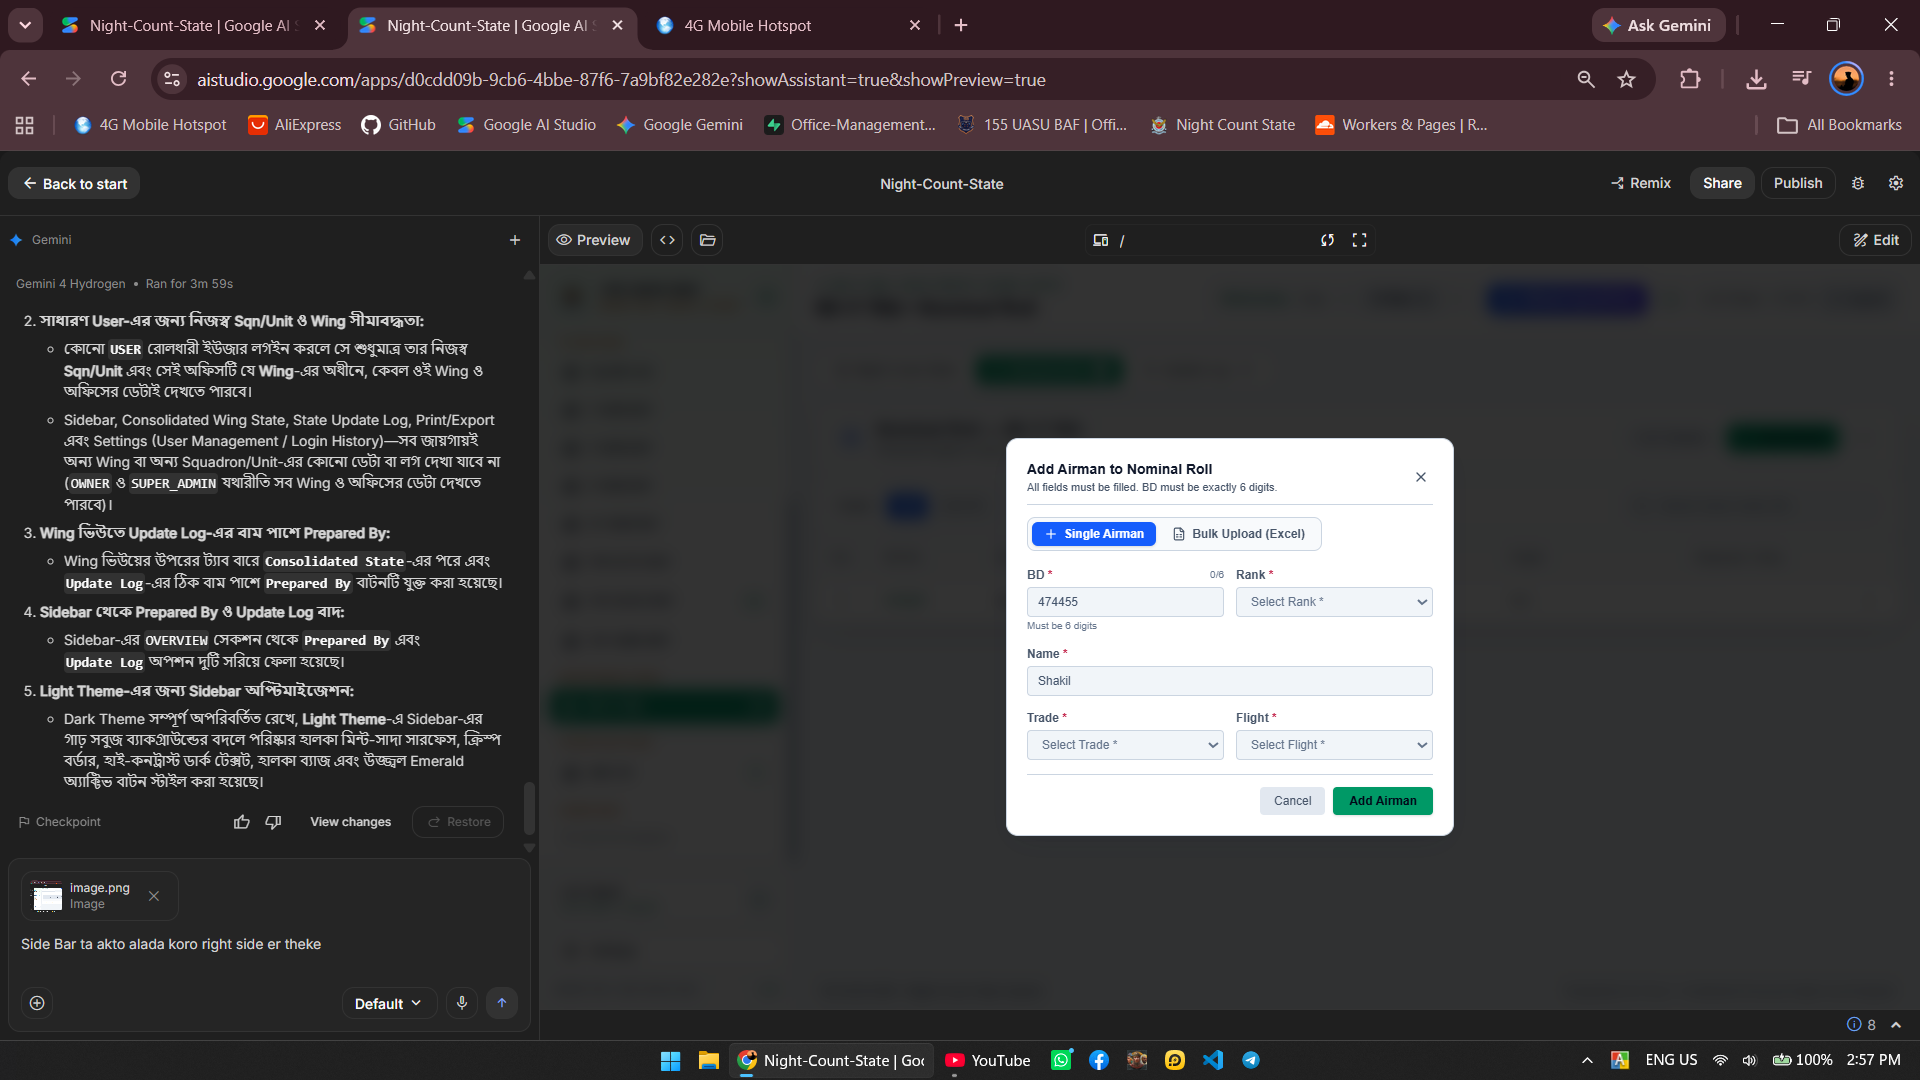 Night-Count-State | Google AI S
Night-Count-State | Google AI S
4G Mobile Hotspot
Ask Gemini
aistudio.google.com/apps/d0cdd09b-9cb6-4bbe-87f6-7a9bf82e282e?showAssistant=true&showPreview=true
4G Mobile Hotspot
AliExpress
GitHub
Google AI Studio
Google Gemini
Office-Management...
155 UASU BAF | Offi...
Night Count State
Workers & Pages | R...
All Bookmarks
Back to start
Night-Count-State
Remix
Share
Publish
Gemini
Preview
/
Edit
Gemini 4 Hydrogen • Ran for 3m 59s
2. সাধারণ User-এর জন্য নিজস্ব Sqn/Unit ও Wing সীমাবদ্ধতা:
কোনো USER রোলধারী ইউজার লগইন করলে সে শুধুমাত্র তার নিজস্ব
Sqn/Unit এবং সেই অফিসটি যে Wing-এর অধীনে, কেবল ওই Wing ও
অফিসের ডেটাই দেখতে পারবে।
Sidebar, Consolidated Wing State, State Update Log, Print/Export
এবং Settings (User Management / Login History)—সব জায়গায়ই
অন্য Wing বা অন্য Squadron/Unit-এর কোনো ডেটা বা লগ দেখা যাবে না
(OWNER ও SUPER_ADMIN যথারীতি সব Wing ও অফিসের ডেটা দেখতে
পারবে)।
3. Wing ভিউতে Update Log-এর বাম পাশে Prepared By:
Wing ভিউয়ের উপরের ট্যাব বারে Consolidated State-এর পরে এবং
Update Log-এর ঠিক বাম পাশে Prepared By বাটনটি যুক্ত করা হয়েছে।
4. Sidebar থেকে Prepared By ও Update Log বাদ:
Sidebar-এর OVERVIEW সেকশন থেকে Prepared By এবং
Update Log অপশন দুটি সরিয়ে ফেলা হয়েছে।
5. Light Theme-এর জন্য Sidebar অপ্টিমাইজেশন:
Dark Theme সম্পূর্ণ অপরিবর্তিত রেখে, Light Theme-এ Sidebar-এর
গাঢ় সবুজ ব্যাকগ্রাউন্ডের বদলে পরিষ্কার হালকা মিন্ট-সাদা সারফেস, ক্রিস্প
বর্ডার, হাই-কনট্রাস্ট ডার্ক টেক্সট, হালকা ব্যাজ এবং উজ্জ্বল Emerald
অ্যাক্টিভ বাটন স্টাইল করা হয়েছে।
Checkpoint
View changes
Restore
image.png
Image
Side Bar ta akto alada koro right side er theke
Default
Add Airman to Nominal Roll
All fields must be filled. BD must be exactly 6 digits.
Single Airman
Bulk Upload (Excel)
BD *
0/6
Rank *
474455
Select Rank *
Must be 6 digits
Name *
Shakil
Trade *
Flight *
Select Trade *
Select Flight *
Cancel
Add Airman
8
Night-Count-State | Goo
YouTube
ENG US
100%
2:57 PM